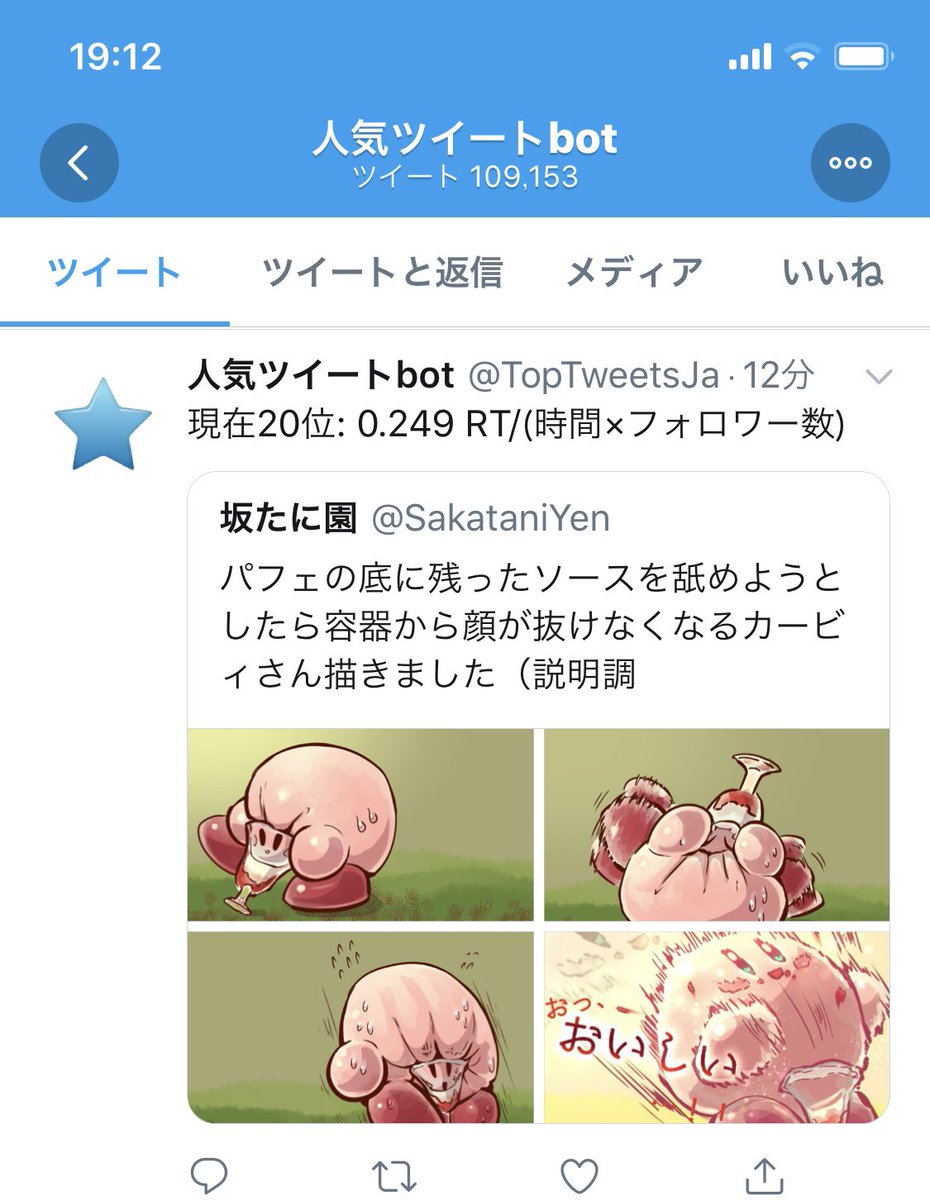 19:12
人気ツイートbot
ツイート 109,153
ツイート ツイートと返信 メディア いいね
人気ツイートbot @TopTweetsJa · 12分
現在20位: 0.249 RT/(時間×フォロワー数)
坂たに園 @SakataniYen
パフェの底に残ったソースを舐めようと
したら容器から顔が抜けなくなるカービ
ィさん描きました（説明調
おっ、
おいしい
!!